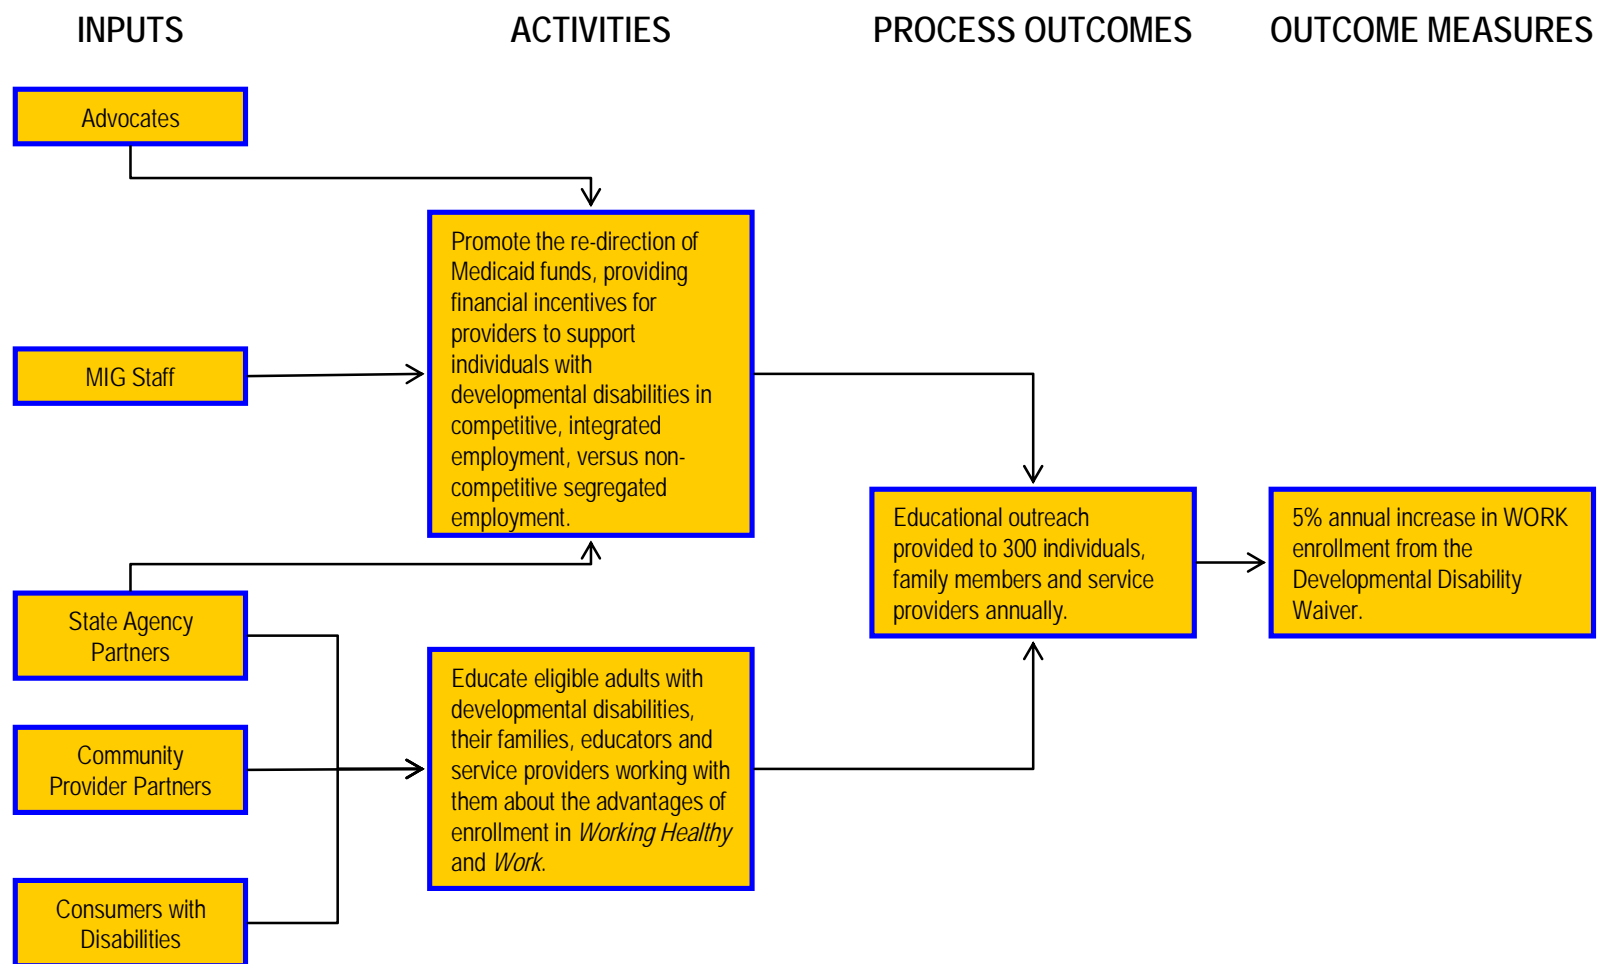 INPUTS
ACTIVITIES
PROCESS OUTCOMES
OUTCOME MEASURES
Advocates
MIG Staff
State Agency
Partners
Community
Provider Partners
Consumers with
Disabilities
Promote the re-direction of
Medicaid funds, providing
financial incentives for
providers to support
individuals with
developmental disabilities in
competitive, integrated
employment, versus non-
competitive segregated
employment.
Educate eligible adults with
developmental disabilities,
their families, educators and
service providers working with
them about the advantages of
enrollment in Working Healthy
and Work.
Educational outreach
provided to 300 individuals,
family members and service
providers annually.
5% annual increase in WORK
enrollment from the
Developmental Disability
Waiver.